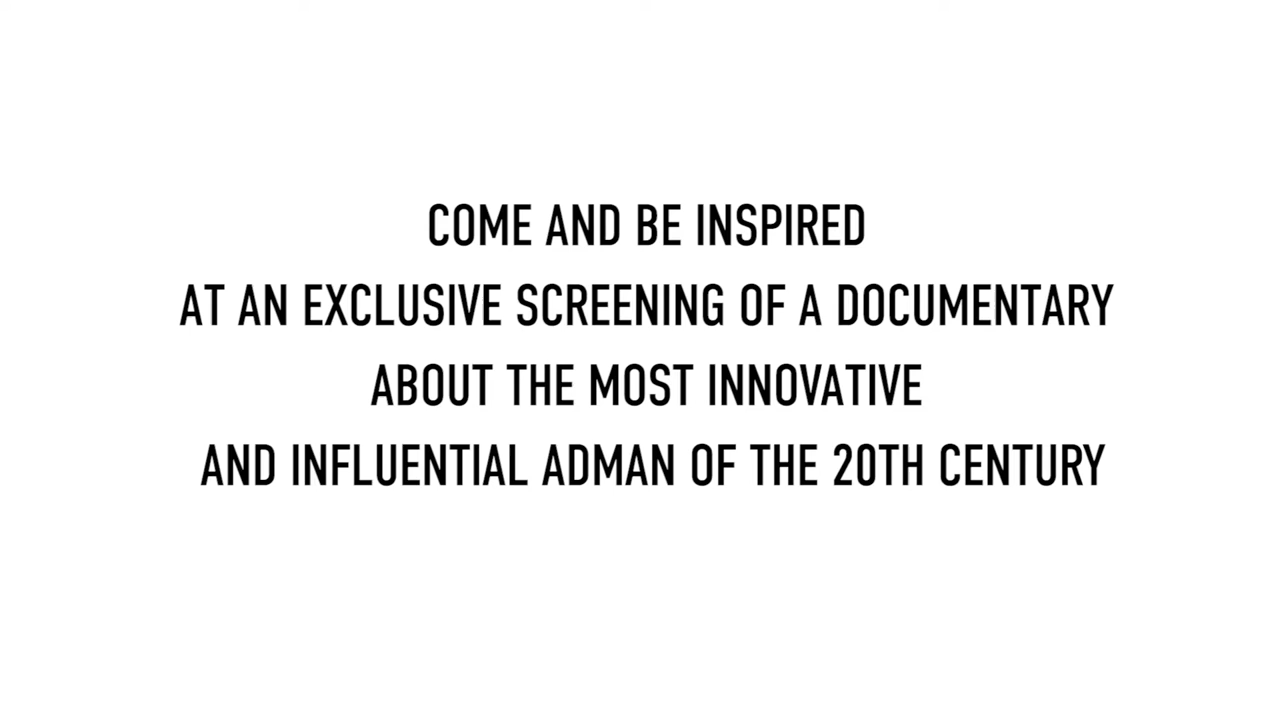 COME AND BE INSPIRED
AT AN EXCLUSIVE SCREENING OF A DOCUMENTARY
ABOUT THE MOST INNOVATIVE
AND INFLUENTIAL ADMAN OF THE 20TH CENTURY